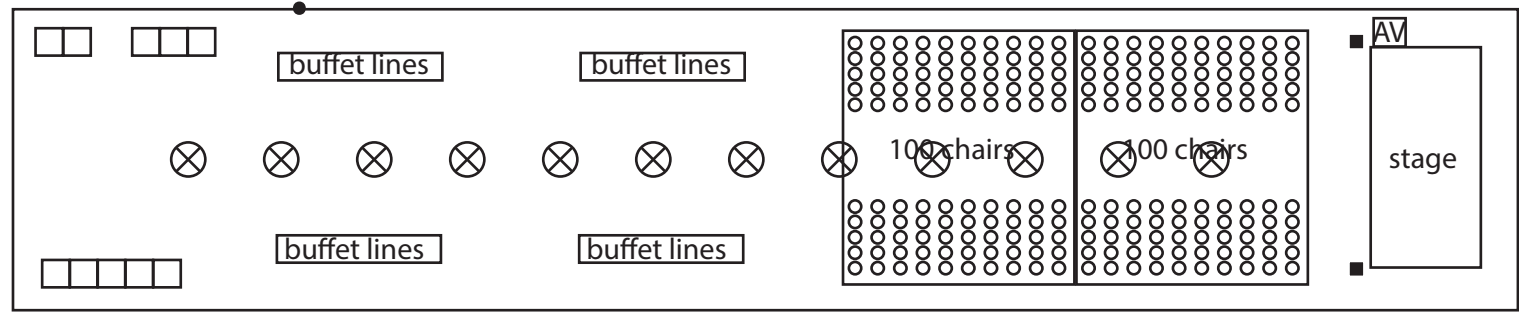 AV
buffet lines
buffet lines
100 chairs
100 chairs
stage
buffet lines
buffet lines